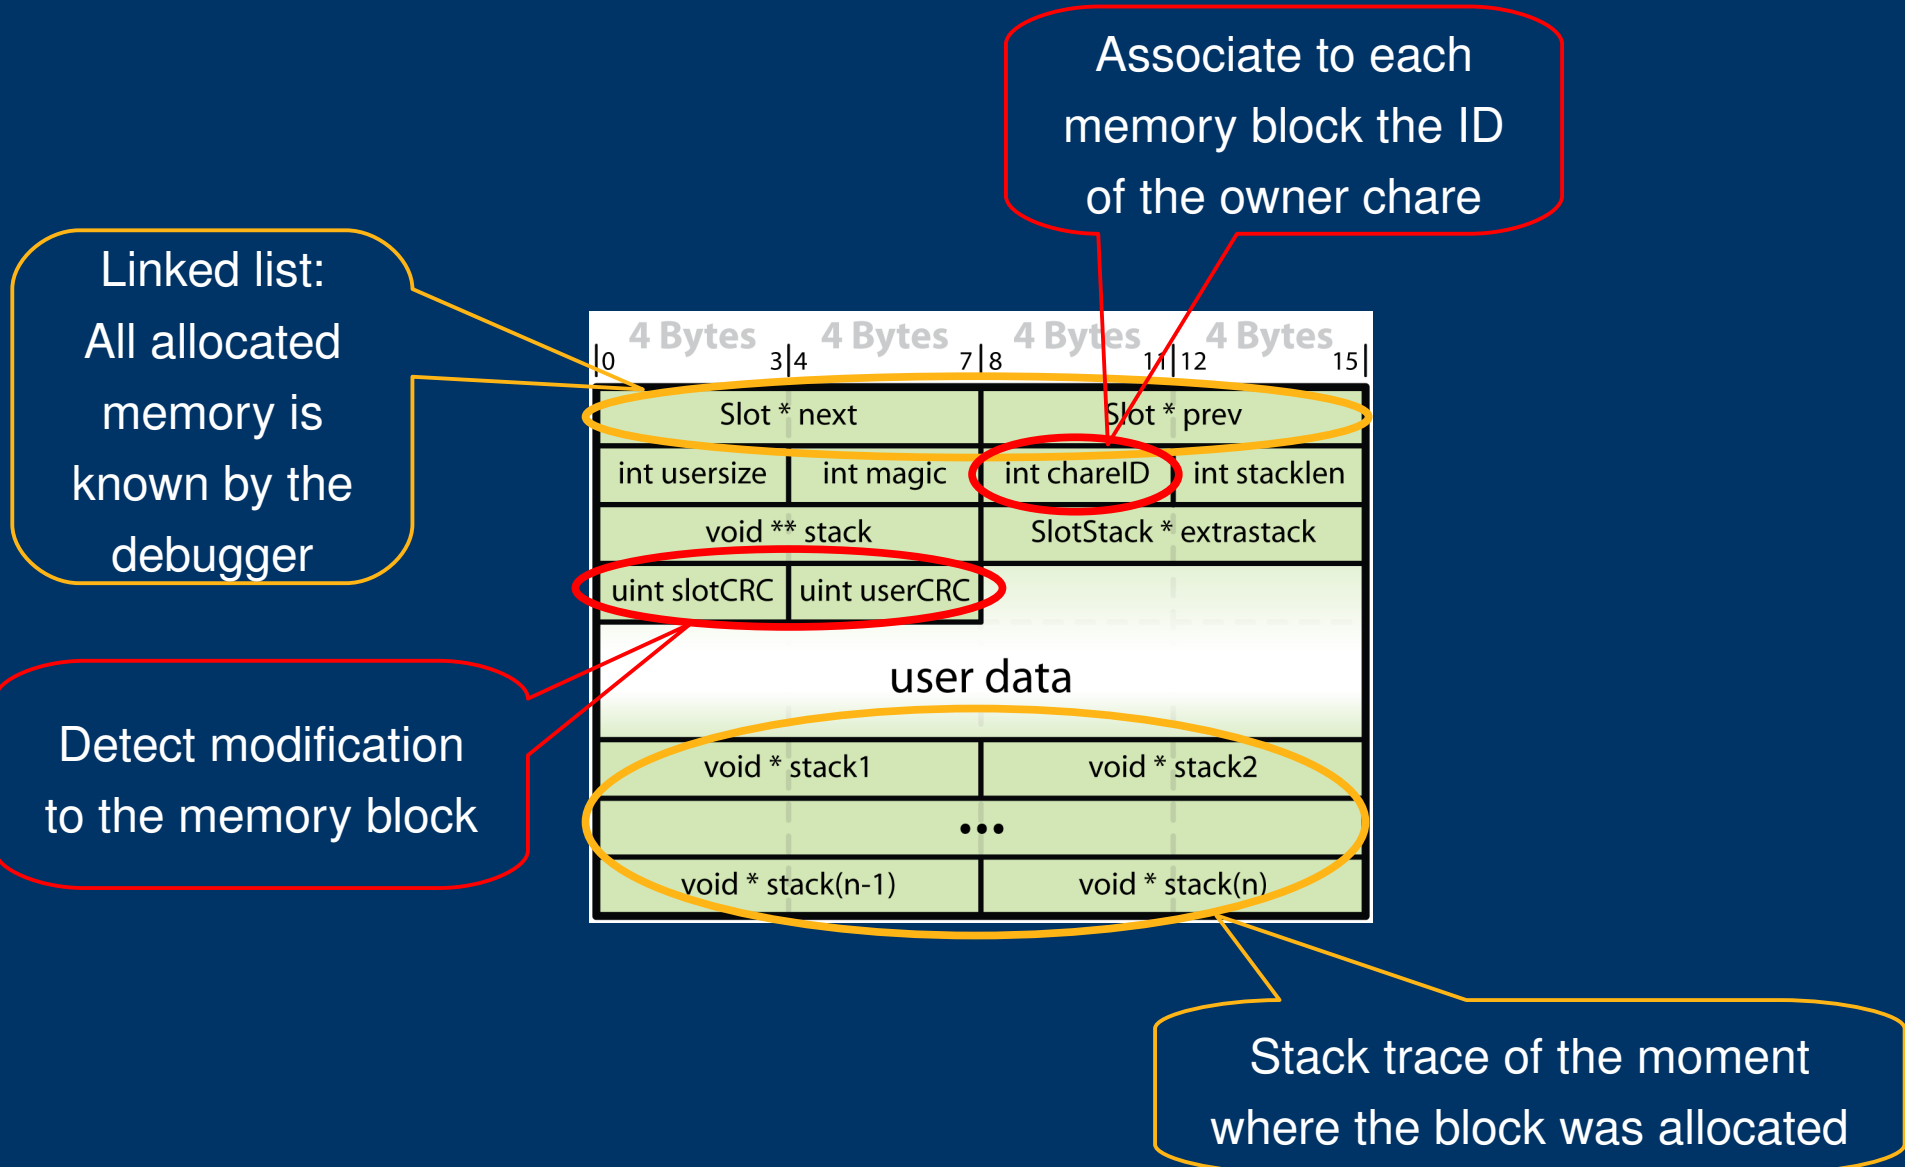 Associate to each
memory block the ID
of the owner chare
Linked list:
All allocated
memory is
known by the
debugger
4 Bytes 4 Bytes 4 Bytes 4 Bytes
0 3 4 7 8 11 12 15
Slot * next Slot * prev
int usersize int magic int chareID int stacklen
void ** stack SlotStack * extrastack
uint slotCRC uint userCRC
user data
Detect modification
to the memory block
void * stack1 void * stack2
...
void * stack(n-1) void * stack(n)
Stack trace of the moment
where the block was allocated